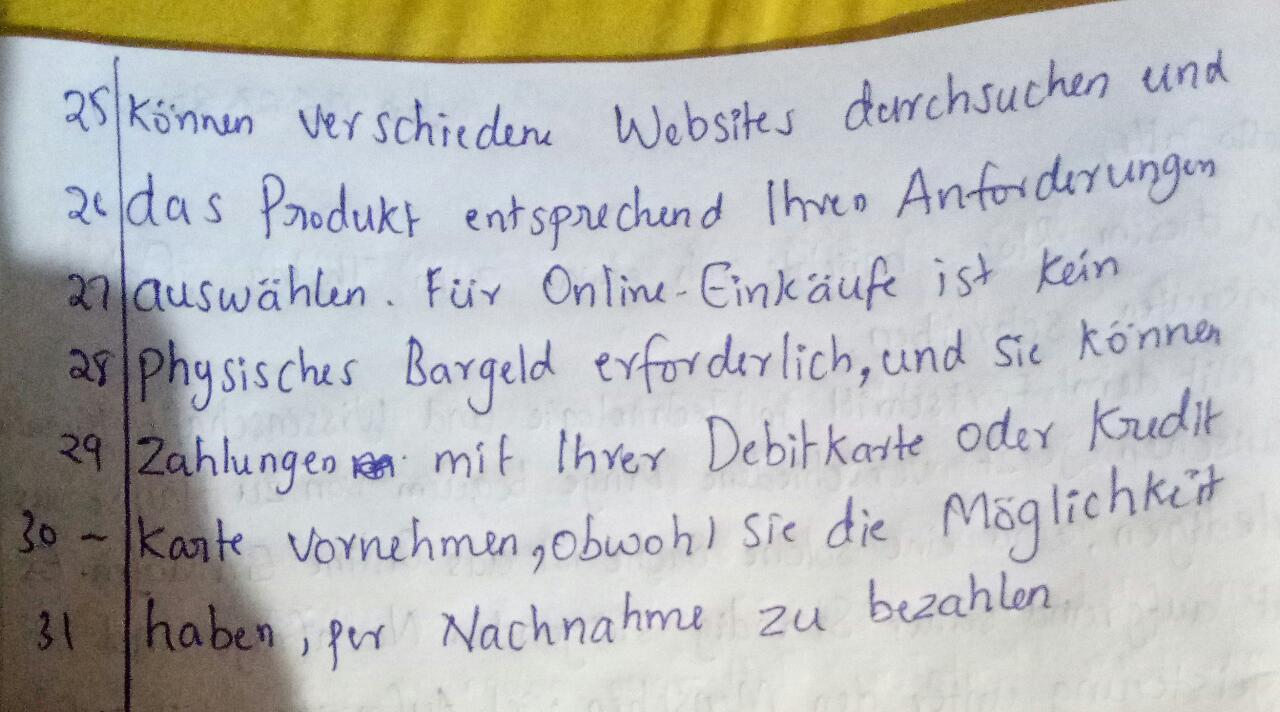 25 können verschiedene Websites durchsuchen und
26 das Produkt entsprechend Ihren Anforderungen
27 auswählen. Für Online-Einkäufe ist kein
28 physisches Bargeld erforderlich, und sie können
29 Zahlungen mit Ihrer Debitkarte oder Kredit
30 - karte vornehmen, obwohl sie die Möglichkeit
31 haben, per Nachnahme zu bezahlen.